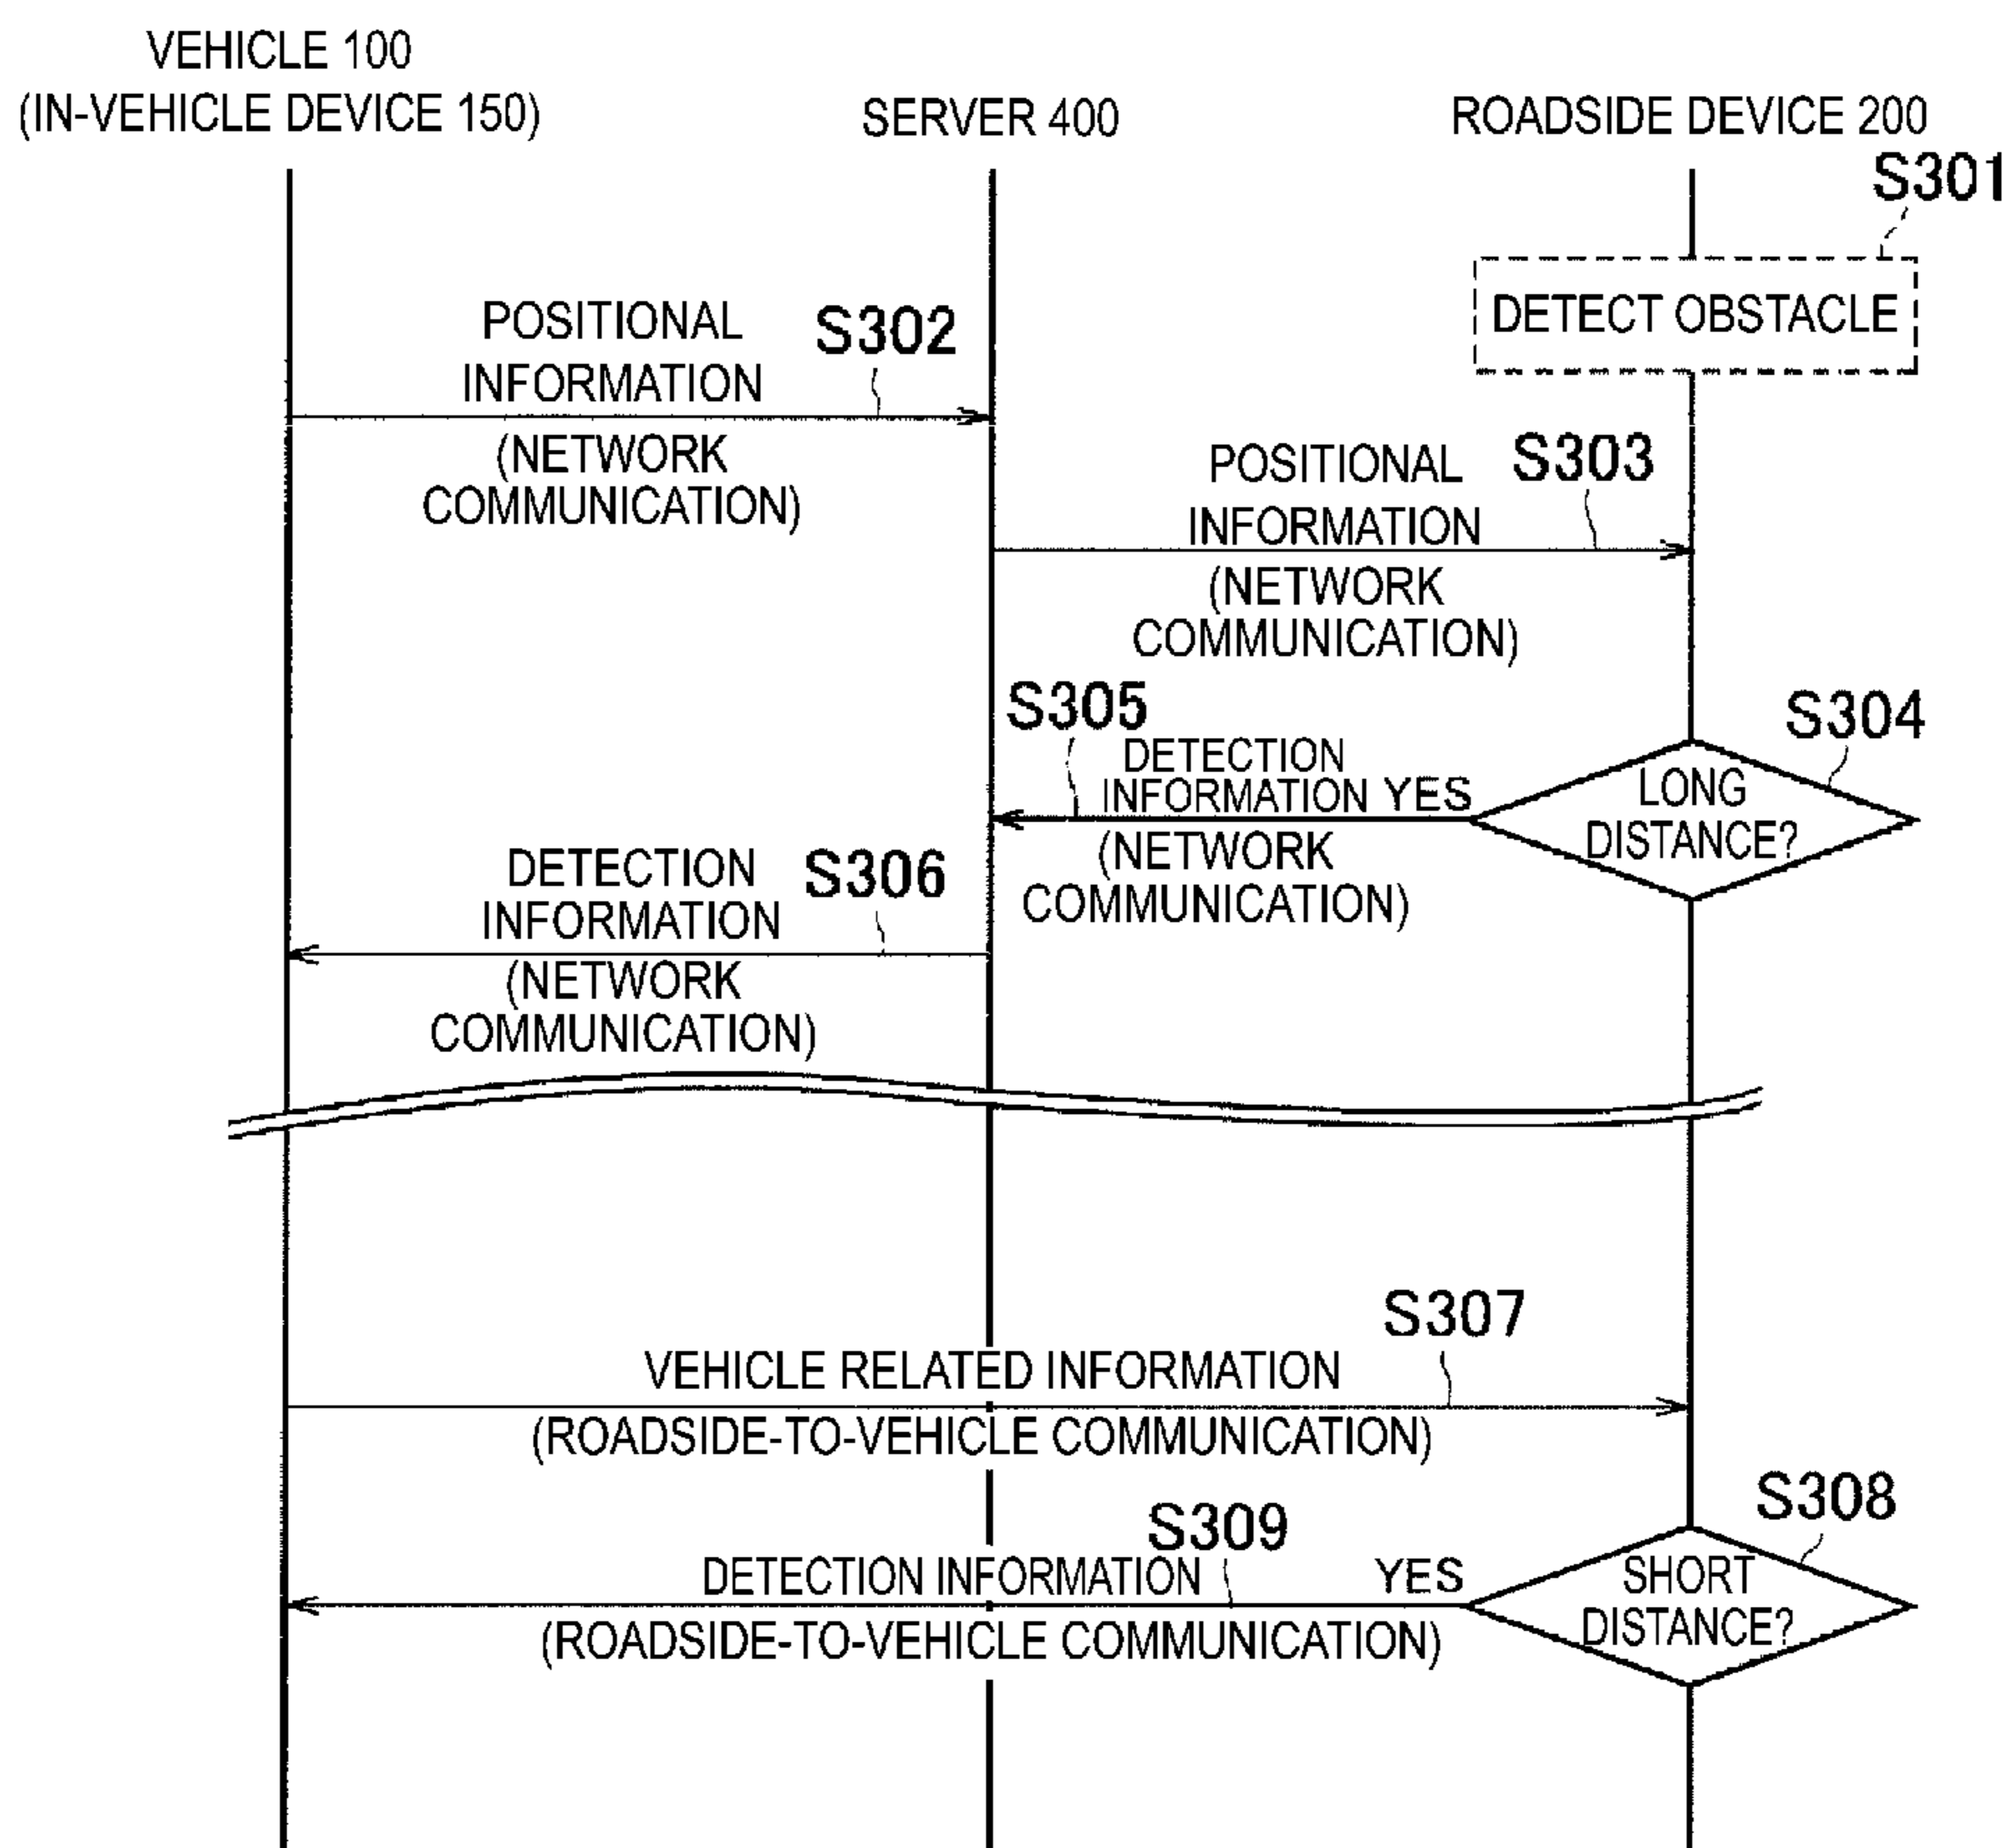 VEHICLE 100
(IN-VEHICLE DEVICE 150)
SERVER 400
ROADSIDE DEVICE 200
S301
DETECT OBSTACLE
POSITIONAL
INFORMATION
S302
(NETWORK
COMMUNICATION)
POSITIONAL
INFORMATION
S303
(NETWORK
COMMUNICATION)
S304
LONG
DISTANCE?
S305
DETECTION
INFORMATION YES
(NETWORK
COMMUNICATION)
DETECTION
INFORMATION
S306
(NETWORK
COMMUNICATION)
S307
VEHICLE RELATED INFORMATION
(ROADSIDE-TO-VEHICLE COMMUNICATION)
S308
SHORT
DISTANCE?
S309
DETECTION INFORMATION YES
(ROADSIDE-TO-VEHICLE COMMUNICATION)